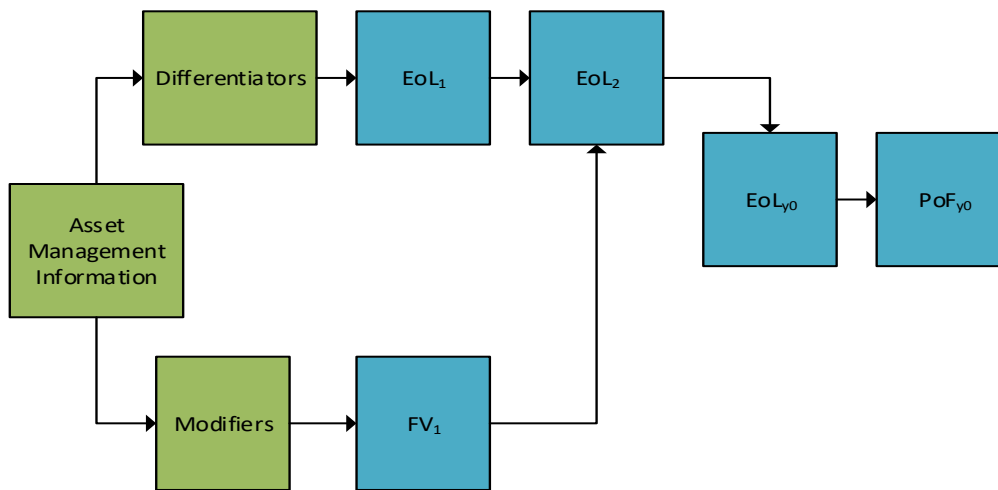 Differentiators
EoL₁
EoL₂
EoLy0
PoFy0
Asset
Management
Information
Modifiers
FV₁